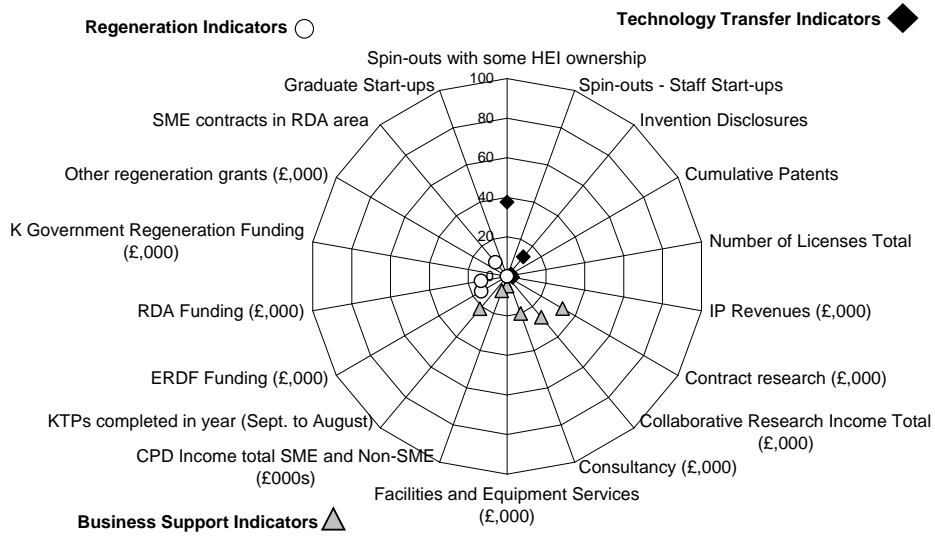 Regeneration Indicators
Technology Transfer Indicators
Spin-outs with some HEI ownership
100
Graduate Start-ups
Spin-outs - Staff Start-ups
80
SME contracts in RDA area
Invention Disclosures
60
Other regeneration grants (£,000)
Cumulative Patents
40
K Government Regeneration Funding
(£,000)
Number of Licenses Total
20
0
RDA Funding (£,000)
IP Revenues (£,000)
ERDF Funding (£,000)
Contract research (£,000)
KTPs completed in year (Sept. to August)
Collaborative Research Income Total
(£,000)
CPD Income total SME and Non-SME
(£000s)
Consultancy (£,000)
Facilities and Equipment Services
(£,000)
Business Support Indicators